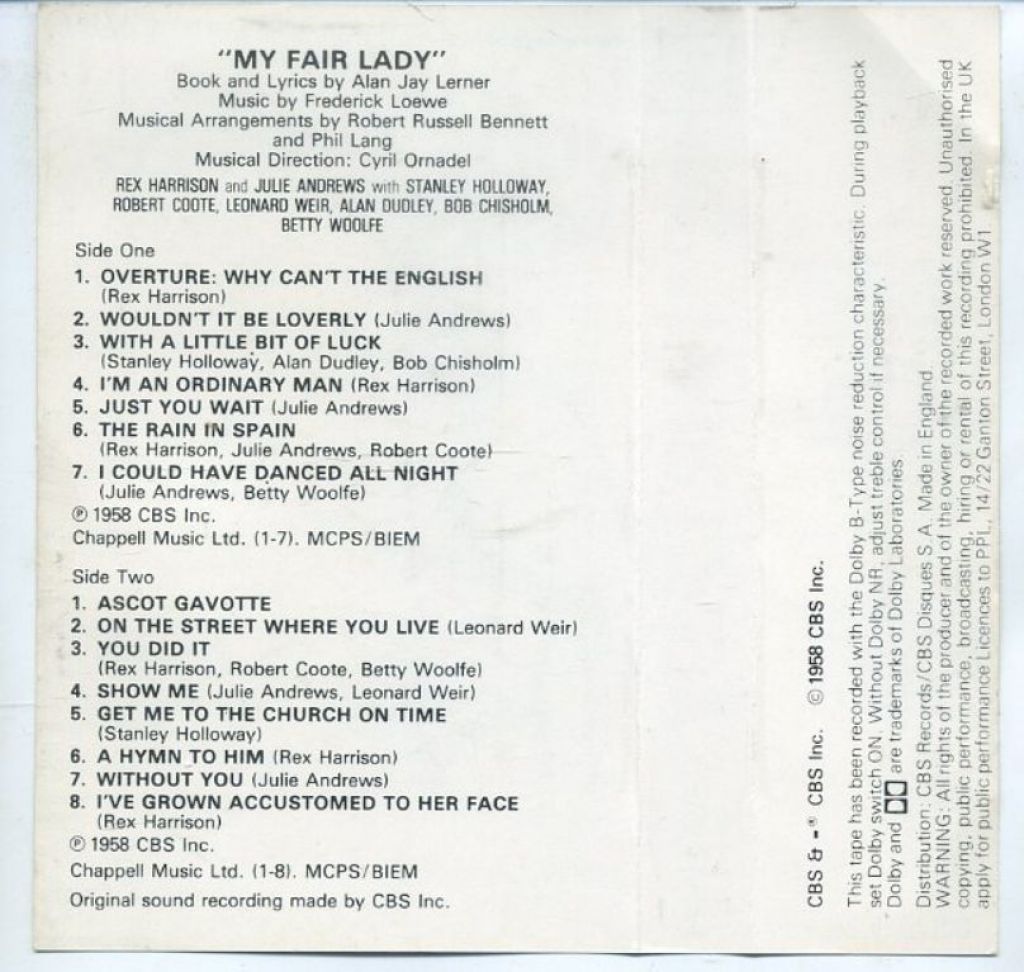 "MY FAIR LADY"
Book and Lyrics by Alan Jay Lerner
Music by Frederick Loewe
Musical Arrangements by Robert Russell Bennett
and Phil Lang
Musical Direction: Cyril Ornadel
REX HARRISON and JULIE ANDREWS with STANLEY HOLLOWAY,
ROBERT COOTE, LEONARD WEIR, ALAN DUDLEY, BOB CHISHOLM,
BETTY WOOLFE
Side One
1. OVERTURE: WHY CAN'T THE ENGLISH
(Rex Harrison)
2. WOULDN'T IT BE LOVERLY (Julie Andrews)
3. WITH A LITTLE BIT OF LUCK
(Stanley Holloway, Alan Dudley, Bob Chisholm)
4. I'M AN ORDINARY MAN (Rex Harrison)
5. JUST YOU WAIT (Julie Andrews)
6. THE RAIN IN SPAIN
(Rex Harrison, Julie Andrews, Robert Coote)
7. I COULD HAVE DANCED ALL NIGHT
(Julie Andrews, Betty Woolfe)
℗ 1958 CBS Inc.
Chappell Music Ltd. (1-7). MCPS/BIEM
Side Two
1. ASCOT GAVOTTE
2. ON THE STREET WHERE YOU LIVE (Leonard Weir)
3. YOU DID IT
(Rex Harrison, Robert Coote, Betty Woolfe)
4. SHOW ME (Julie Andrews, Leonard Weir)
5. GET ME TO THE CHURCH ON TIME
(Stanley Holloway)
6. A HYMN TO HIM (Rex Harrison)
7. WITHOUT YOU (Julie Andrews)
8. I'VE GROWN ACCUSTOMED TO HER FACE
(Rex Harrison)
℗ 1958 CBS Inc.
Chappell Music Ltd. (1-8). MCPS/BIEM
Original sound recording made by CBS Inc.
CBS & -® CBS Inc. © 1958 CBS Inc.
This tape has been recorded with the Dolby B-Type noise reduction characteristic. During playback
set Dolby switch ON. Without Dolby NR, adjust treble control if necessary.
Dolby and are trademarks of Dolby Laboratories
Distribution: CBS Records/CBS Disques S.A. Made in England.
WARNING: All rights of the producer and of the owner of the recorded work reserved. Unauthorised
copying, public performance, broadcasting, hiring or rental of this recording prohibited. In the UK
apply for public performance Licences to PPL, 14/22 Ganton Street, London W1